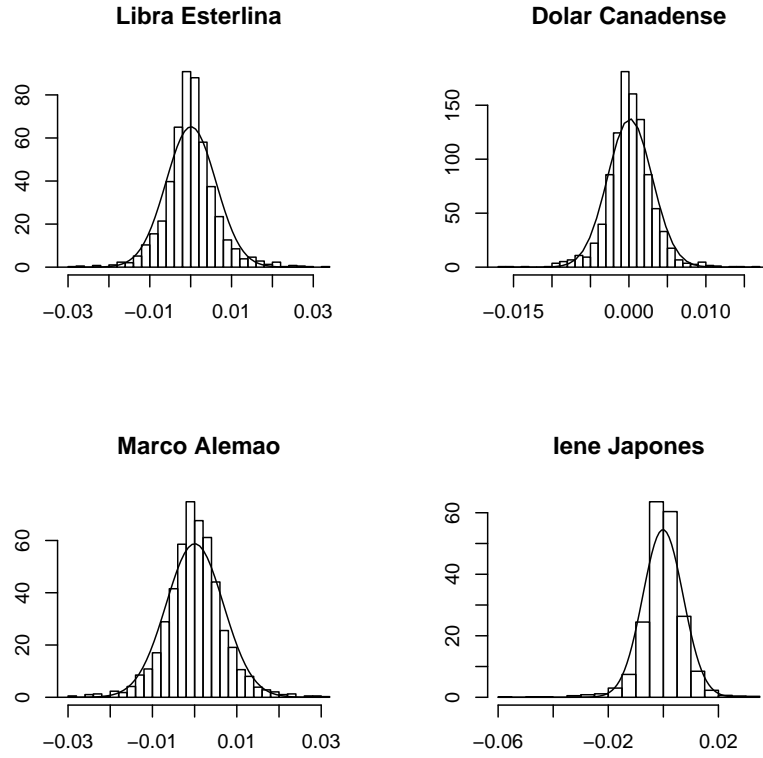 Libra Esterlina
0 20 40 60 80
−0.03 −0.01 0.01 0.03
Dolar Canadense
0 50 100 150
−0.015 0.000 0.010
Marco Alemao
0 20 40 60
−0.03 −0.01 0.01 0.03
Iene Japones
0 20 40 60
−0.06 −0.02 0.02